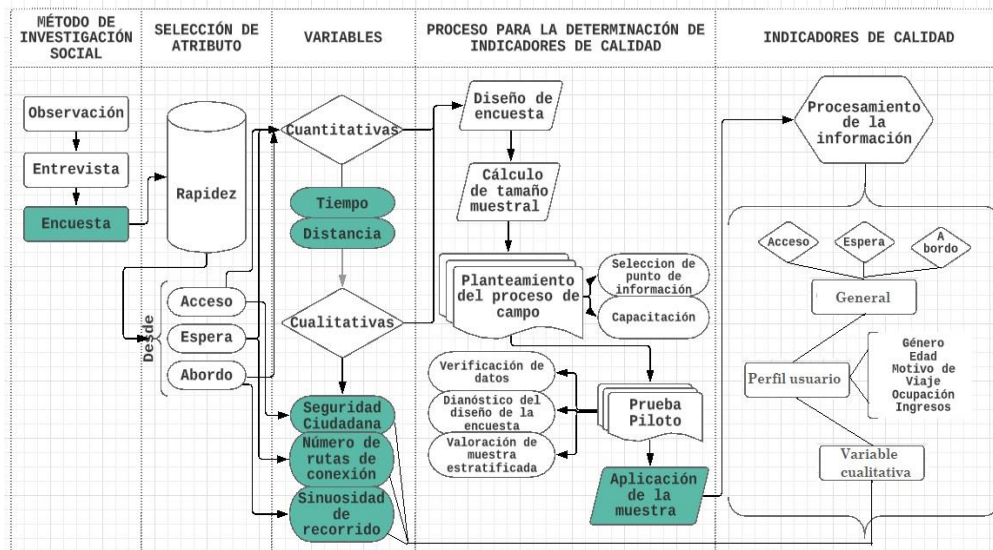 MÉTODO DE
INVESTIGACIÓN
SOCIAL
SELECCIÓN DE
ATRIBUTO
VARIABLES
PROCESO PARA LA DETERMINACIÓN DE
INDICADORES DE CALIDAD
INDICADORES DE CALIDAD
Observación
Entrevista
Encuesta
Rapidez
Desde
Acceso
Espera
Abordo
Cuantitativas
Tiempo
Distancia
Cualitativas
Seguridad
Ciudadana
Número de
rutas de
conexión
Sinuosidad
de
recorrido
Diseño de
encuesta
Cálculo
de tamaño
muestral
Planteamiento
del proceso de
campo
Seleccion de
punto de
información
Capacitación
Prueba
Piloto
Verificación de
datos
Dianóstico del
diseño de la
encuesta
Valoración de
muestra
estratificada
Aplicación
de la
muestra
Procesamiento
de la
información
Acceso
Espera
A
bordo
General
Perfil usuario
Género
Edad
Motivo de
Viaje
Ocupación
Ingresos
Variable
cualitativa